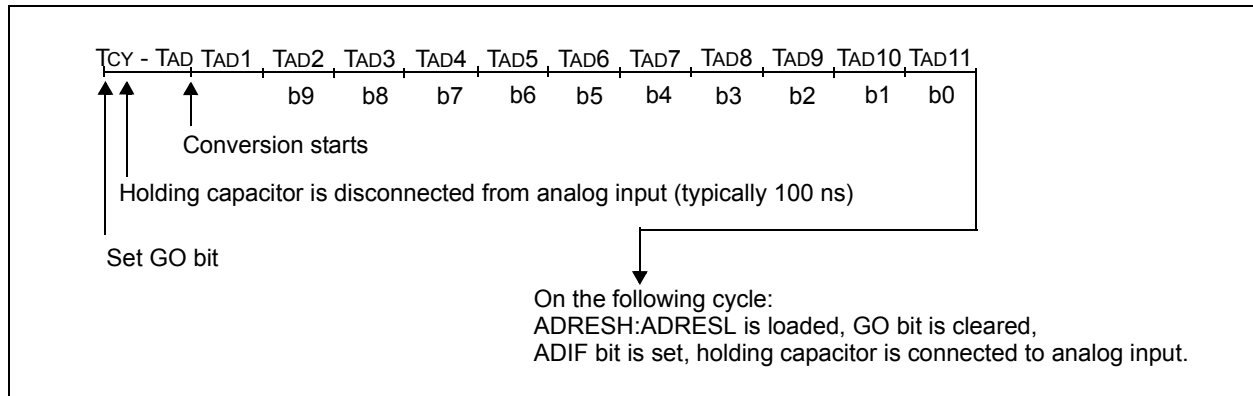 TCY - TAD TAD1 TAD2 TAD3 TAD4 TAD5 TAD6 TAD7 TAD8 TAD9 TAD10 TAD11
b9 b8 b7 b6 b5 b4 b3 b2 b1 b0
Conversion starts
Holding capacitor is disconnected from analog input (typically 100 ns)
Set GO bit
On the following cycle:
ADRESH:ADRESL is loaded, GO bit is cleared,
ADIF bit is set, holding capacitor is connected to analog input.